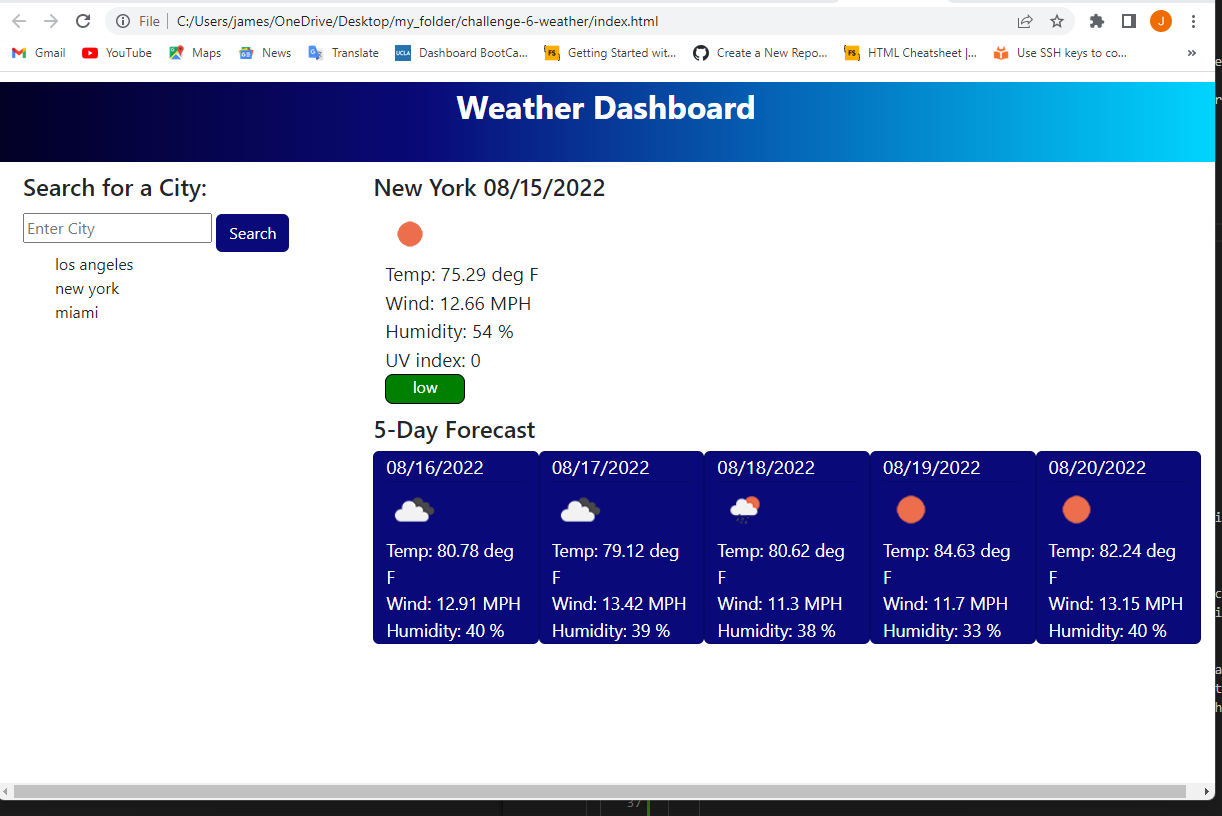 File | C:/Users/james/OneDrive/Desktop/my_folder/challenge-6-weather/index.html
J
Gmail YouTube Maps News Translate UCLA Dashboard BootCa... FS Getting Started wit... Create a New Repo... FS HTML Cheatsheet |... Use SSH keys to co... »
Weather Dashboard
Search for a City:
Enter City
Search
los angeles
new york
miami
New York 08/15/2022
Temp: 75.29 deg F
Wind: 12.66 MPH
Humidity: 54 %
UV index: 0
low
5-Day Forecast
08/16/2022
Temp: 80.78 deg
F
Wind: 12.91 MPH
Humidity: 40 %
08/17/2022
Temp: 79.12 deg
F
Wind: 13.42 MPH
Humidity: 39 %
08/18/2022
Temp: 80.62 deg
F
Wind: 11.3 MPH
Humidity: 38 %
08/19/2022
Temp: 84.63 deg
F
Wind: 11.7 MPH
Humidity: 33 %
08/20/2022
Temp: 82.24 deg
F
Wind: 13.15 MPH
Humidity: 40 %
37